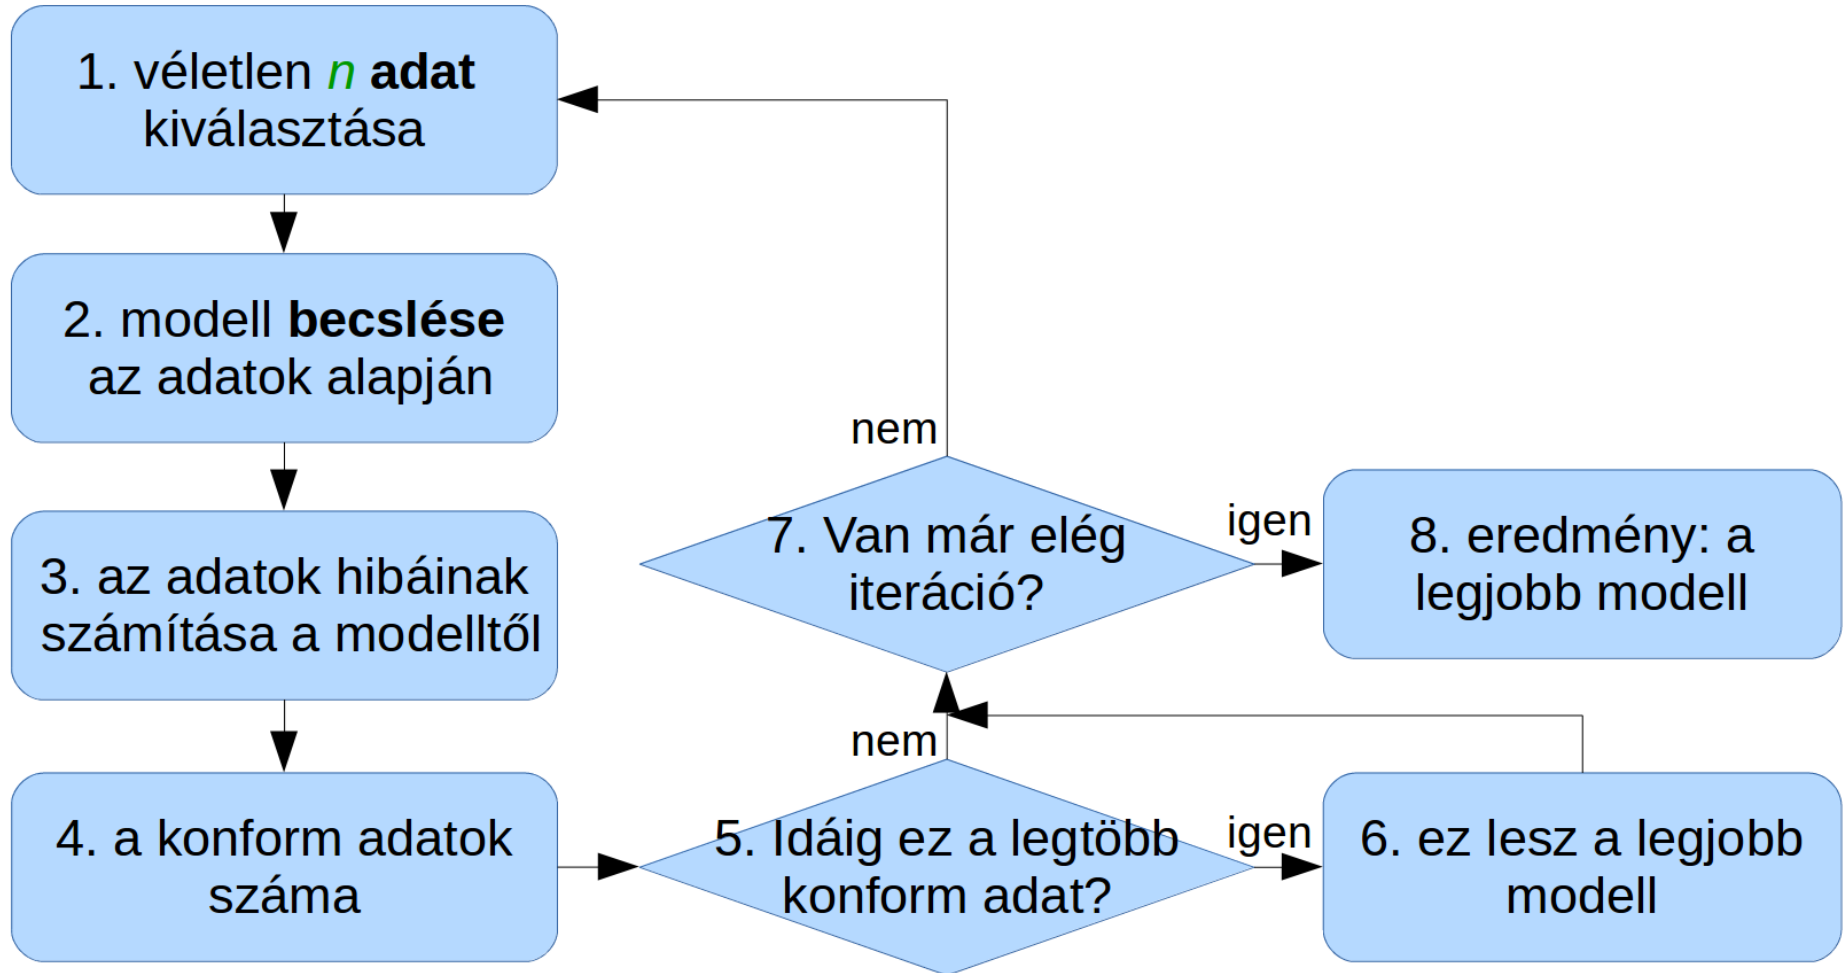 1. véletlen n adat
kiválasztása
2. modell becslése
az adatok alapján
3. az adatok hibáinak
számítása a modelltől
4. a konform adatok
száma
5. Idáig ez a legtöbb
konform adat?
igen
nem
6. ez lesz a legjobb
modell
7. Van már elég
iteráció?
igen
nem
8. eredmény: a
legjobb modell